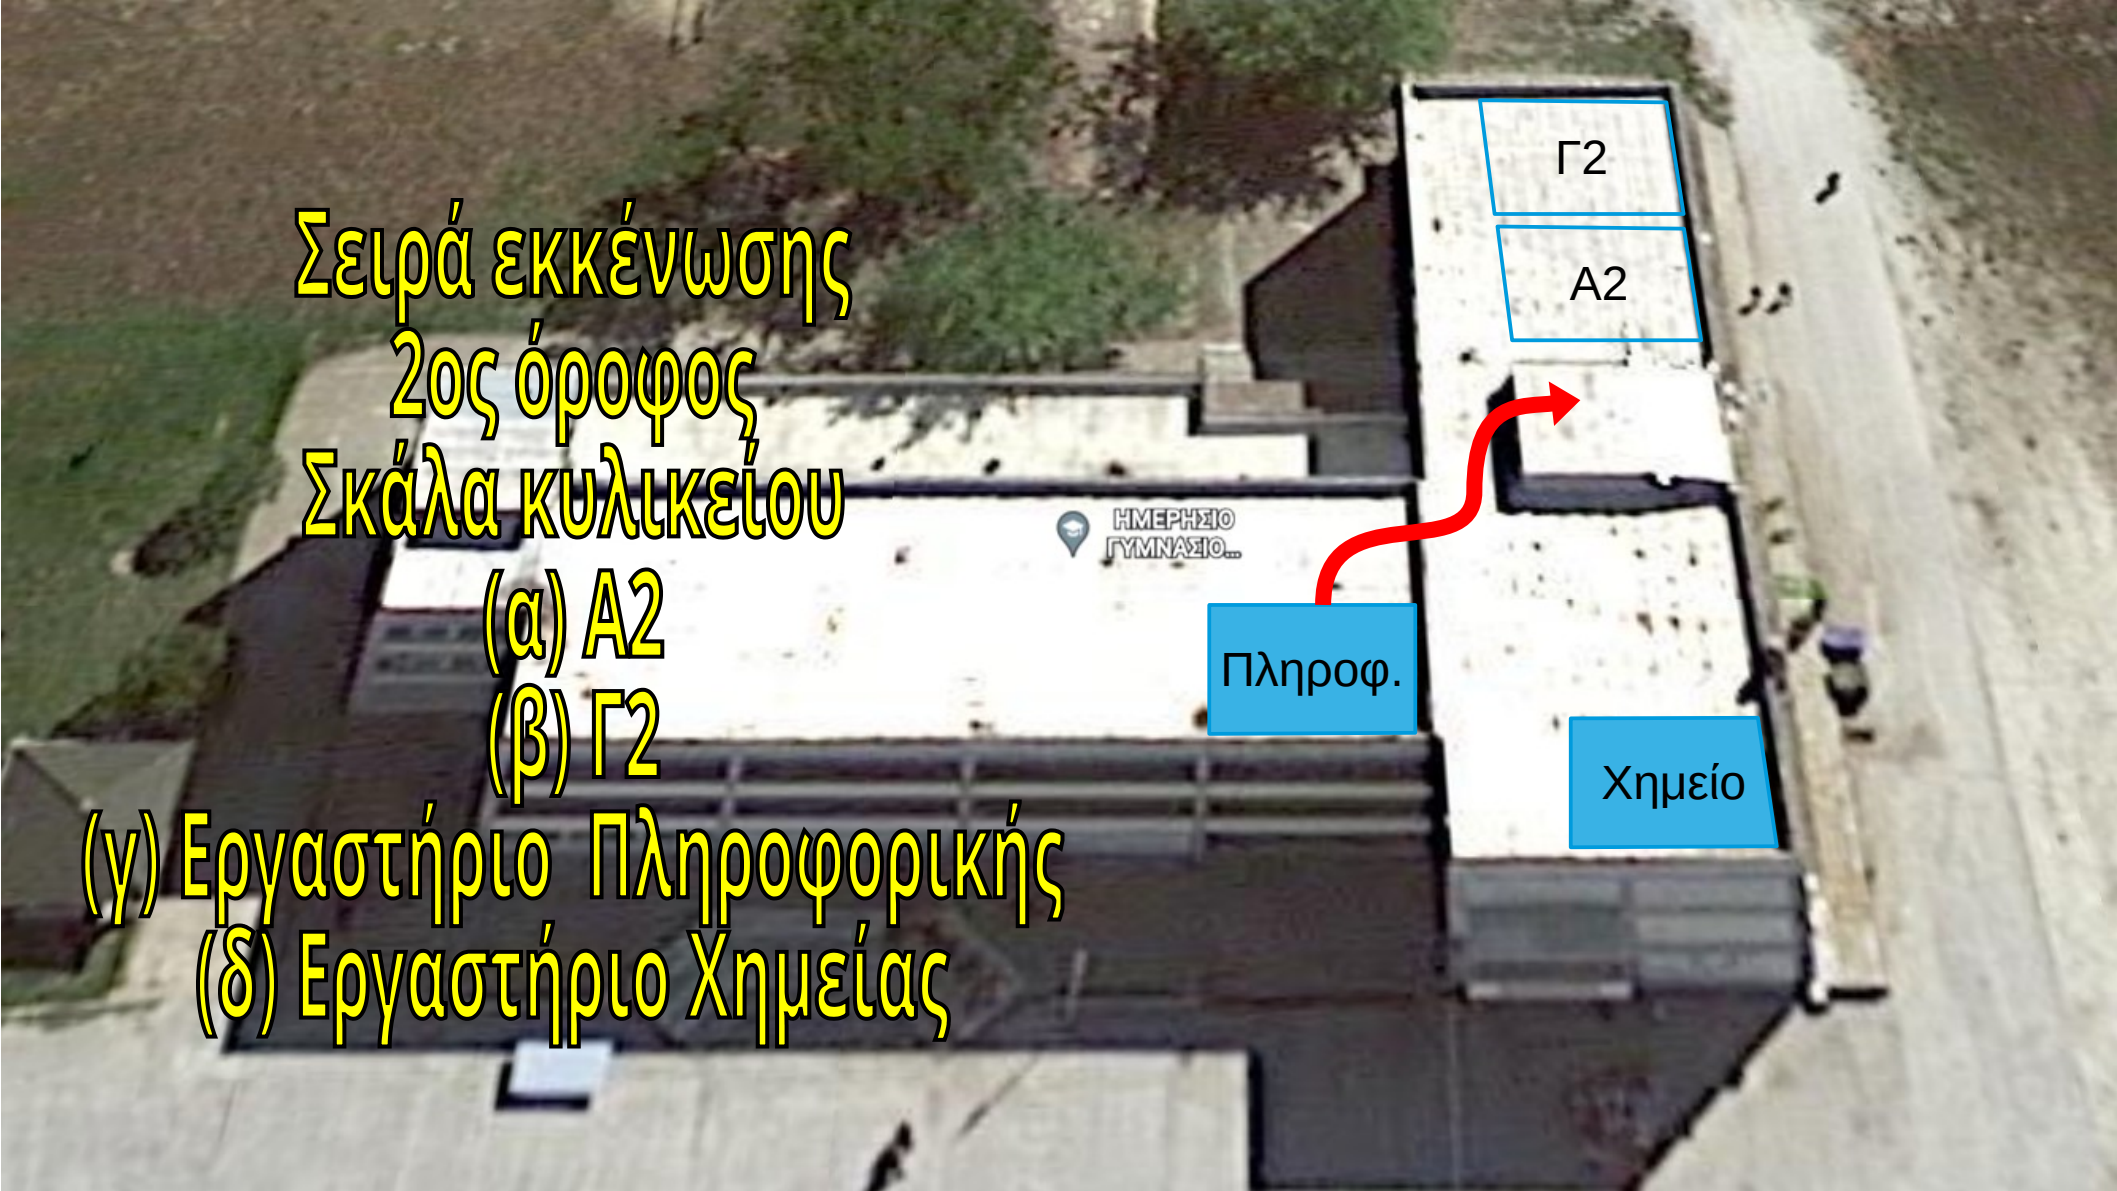 Σειρά εκκένωσης
2ος όροφος
Σκάλα κυλικείου
(α) Α2
(β) Γ2
(γ) Εργαστήριο  Πληροφορικής
(δ) Εργαστήριο Χημείας
Γ2
Α2
ΗΜΕΡΗΣΙΟ
ΓΥΜΝΑΣΙΟ...
Πληροφ.
Χημείο